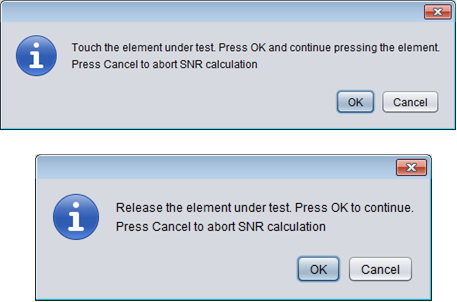 Touch the element under test. Press OK and continue pressing the element.
Press Cancel to abort SNR calculation
OK Cancel
Release the element under test. Press OK to continue.
Press Cancel to abort SNR calculation
OK Cancel